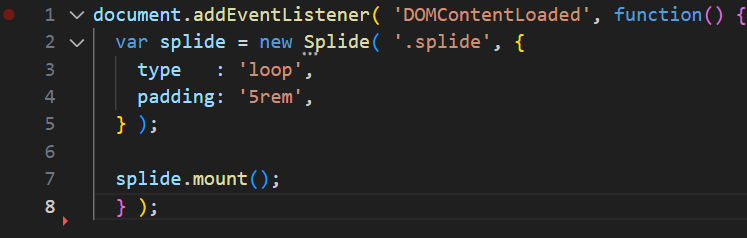 1 document.addEventListener( 'DOMContentLoaded', function() {
2 var splide = new Splide( '.splide', {
3 type   : 'loop',
4 padding: '5rem',
5 } );
6
7 splide.mount();
8 } );